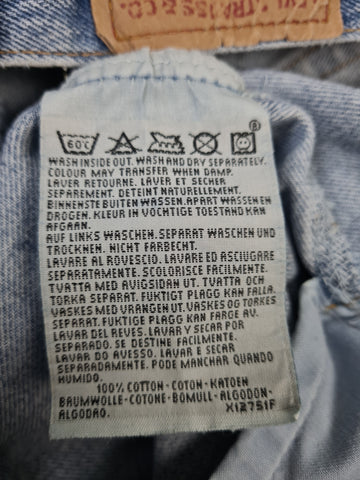 STRAUSS & CO.
60°C
®
WASH INSIDE OUT. WASH AND DRY SEPARATELY.
COLOUR MAY TRANSFER WHEN DAMP.
LAVER RETOURNE. LAVER ET SECHER
SEPAREMENT. DETEINT NATURELLEMENT.
BINNENSTE BUITEN WASSEN. APART WASSEN EN
DROGEN. KLEUR IN VOCHTIGE TOESTAND KAN
AFGAAN.
AUF LINKS WASCHEN. SEPARAT WASCHEN UND
TROCKNEN. NICHT FARBECHT.
LAVARE AL ROVESCIO. LAVARE ED ASCIUGARE
SEPARATAMENTE. SCOLORISCE FACILMENTE.
TVATTA MED AVIGSIDAN UT. TVATTA OCH
TORKA SEPARAT. FUKTIGT PLAGG KAN FALLA.
VASKES MED VRANGEN UT. VASKES OG TORKES
SEPARAT. FUKTIGE PLAGG KAN FARGE AV.
LAVAR DEL REVES. LAVAR Y SECAR POR
SEPARADO. SE DESTINE FACILMENTE.
LAVAR DO AVESSO. LAVAR E SECAR
SEPARADAMENTE. PODE MANCHAR QUANDO
HUMIDO.
100% COTTON - COTON - KATOEN
BAUMWOLLE - COTONE - BOMULL - ALGODON-
ALGODAO. X12751F